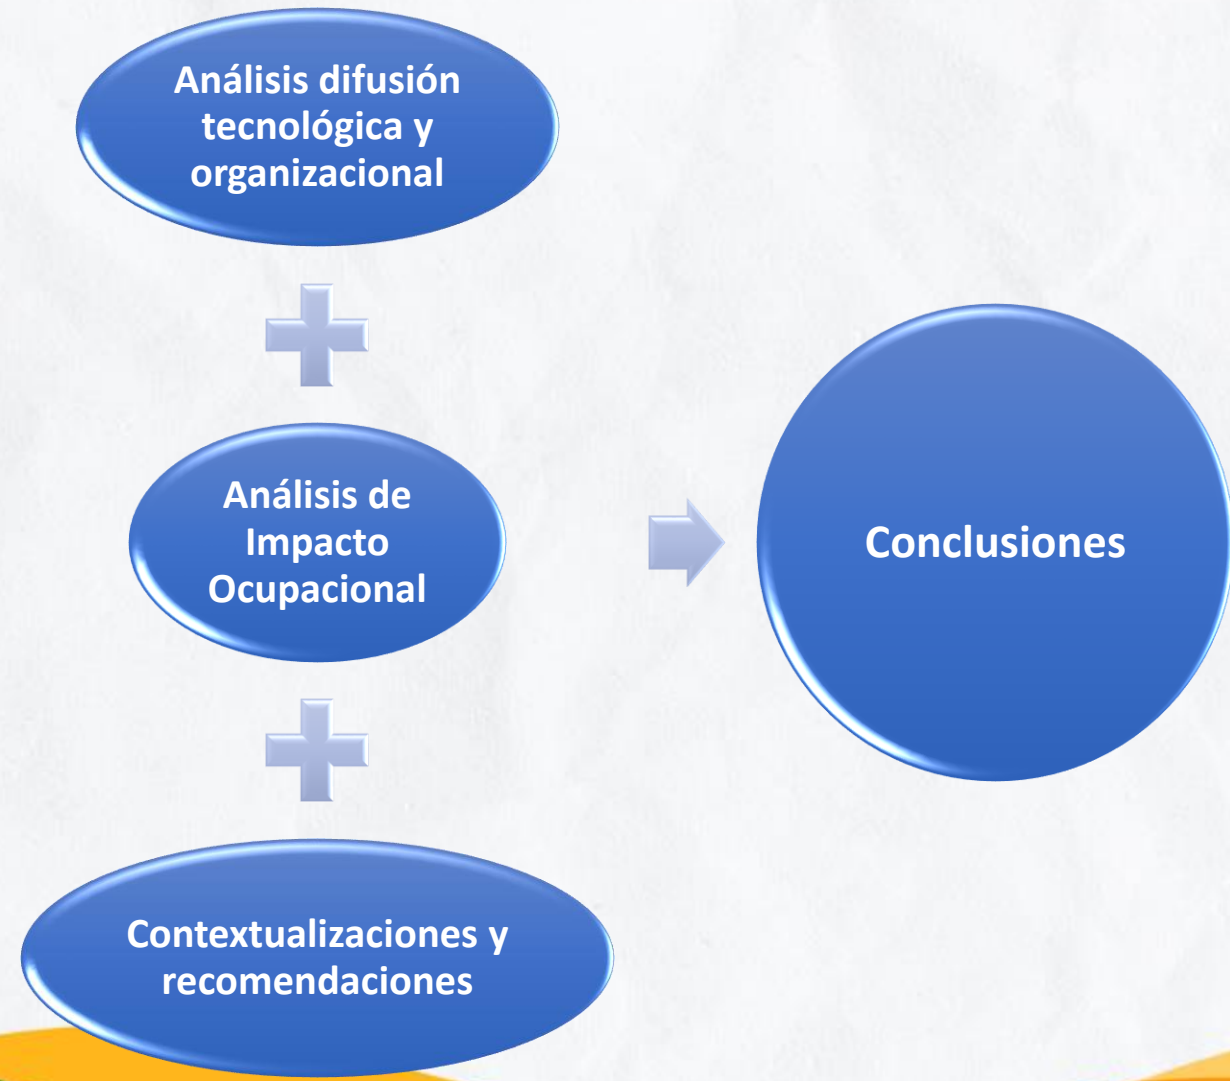 Análisis difusión
tecnológica y
organizacional
Análisis de
Impacto
Ocupacional
Contextualizaciones y
recomendaciones
Conclusiones